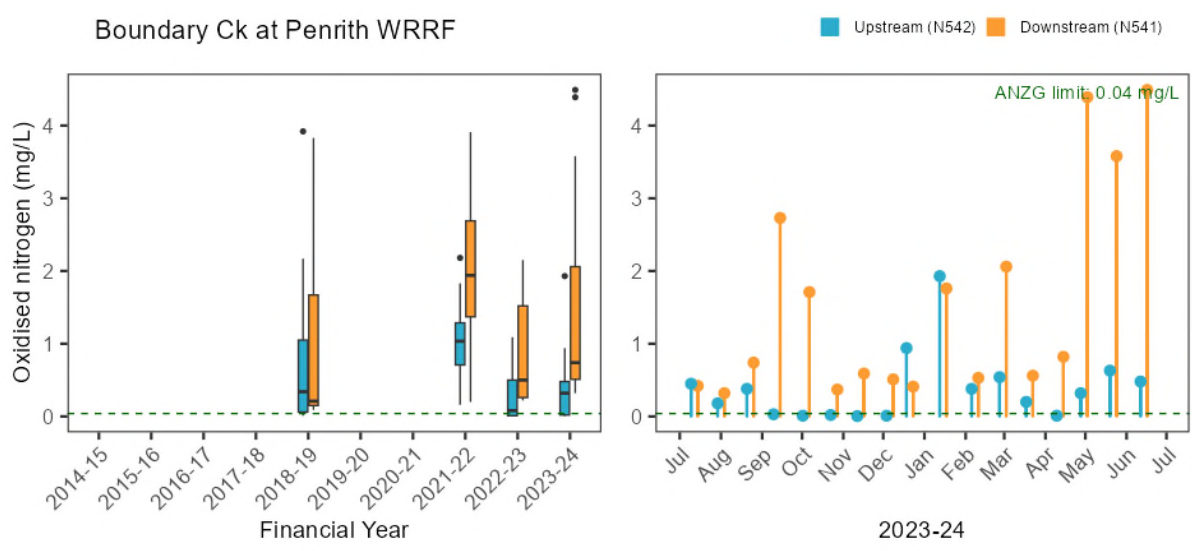 Boundary Ck at Penrith WRRF
Upstream (N542) Downstream (N541)
Oxidised nitrogen (mg/L)
4
3
2
1
0
2014-15 2015-16 2016-17 2017-18 2018-19 2019-20 2020-21 2021-22 2022-23 2023-24
Financial Year
ANZG limit: 0.04 mg/L
4
3
2
1
0
Jul Aug Sep Oct Nov Dec Jan Feb Mar Apr May Jun Jul
2023-24